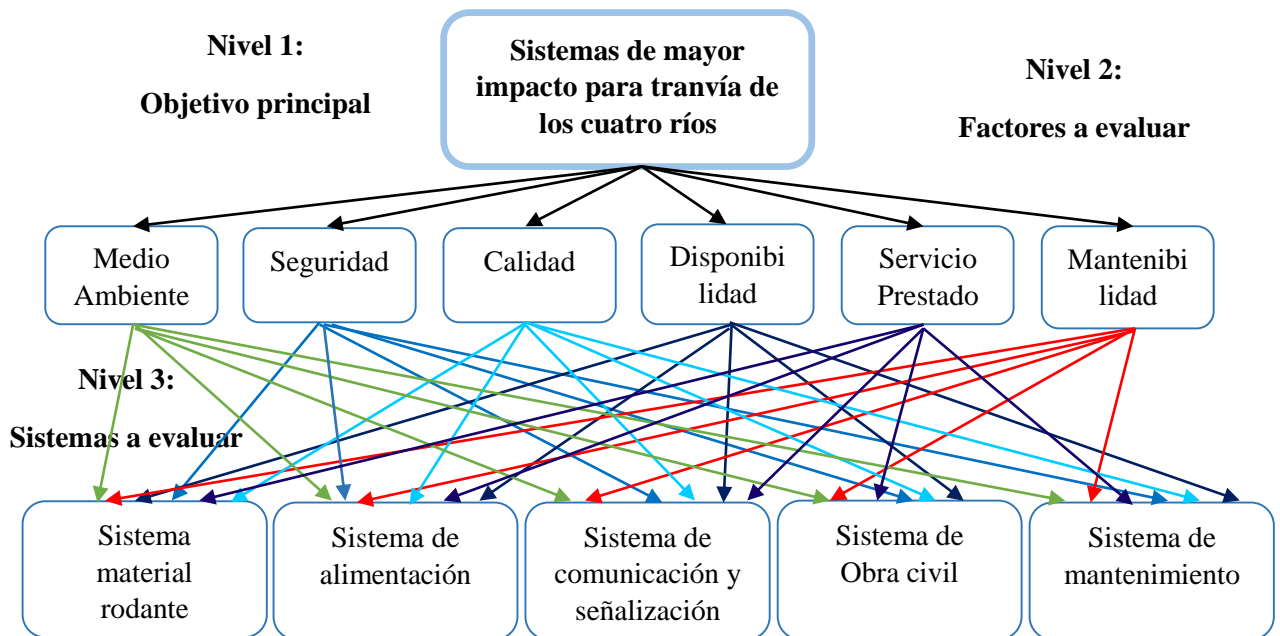 Nivel 1:
Objetivo principal
Sistemas de mayor
impacto para tranvía de
los cuatro ríos
Nivel 2:
Factores a evaluar
Medio
Ambiente
Seguridad
Calidad
Disponibi
lidad
Servicio
Prestado
Mantenibi
lidad
Nivel 3:
Sistemas a evaluar
Sistema
material
rodante
Sistema de
alimentación
Sistema de
comunicación y
señalización
Sistema de
Obra civil
Sistema de
mantenimiento